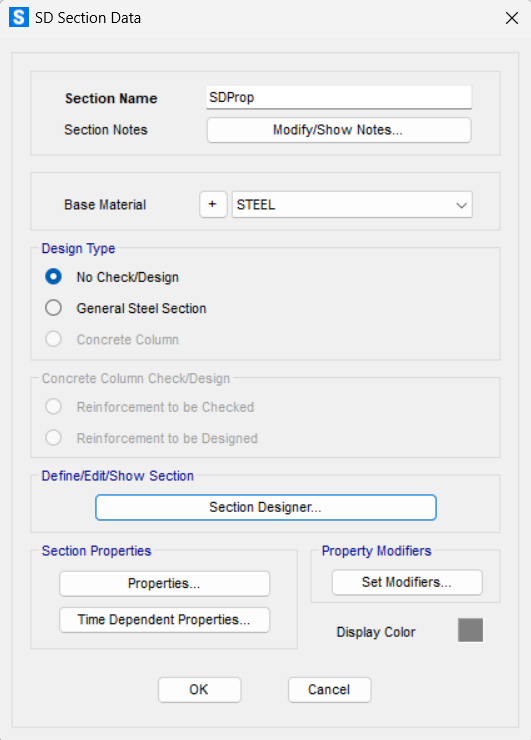 S SD Section Data
Section Name SDProp
Section Notes Modify/Show Notes...
Base Material + STEEL
Design Type
No Check/Design
General Steel Section
Concrete Column
Concrete Column Check/Design
Reinforcement to be Checked
Reinforcement to be Designed
Define/Edit/Show Section
Section Designer...
Section Properties
Properties...
Time Dependent Properties...
Property Modifiers
Set Modifiers...
Display Color
OK Cancel